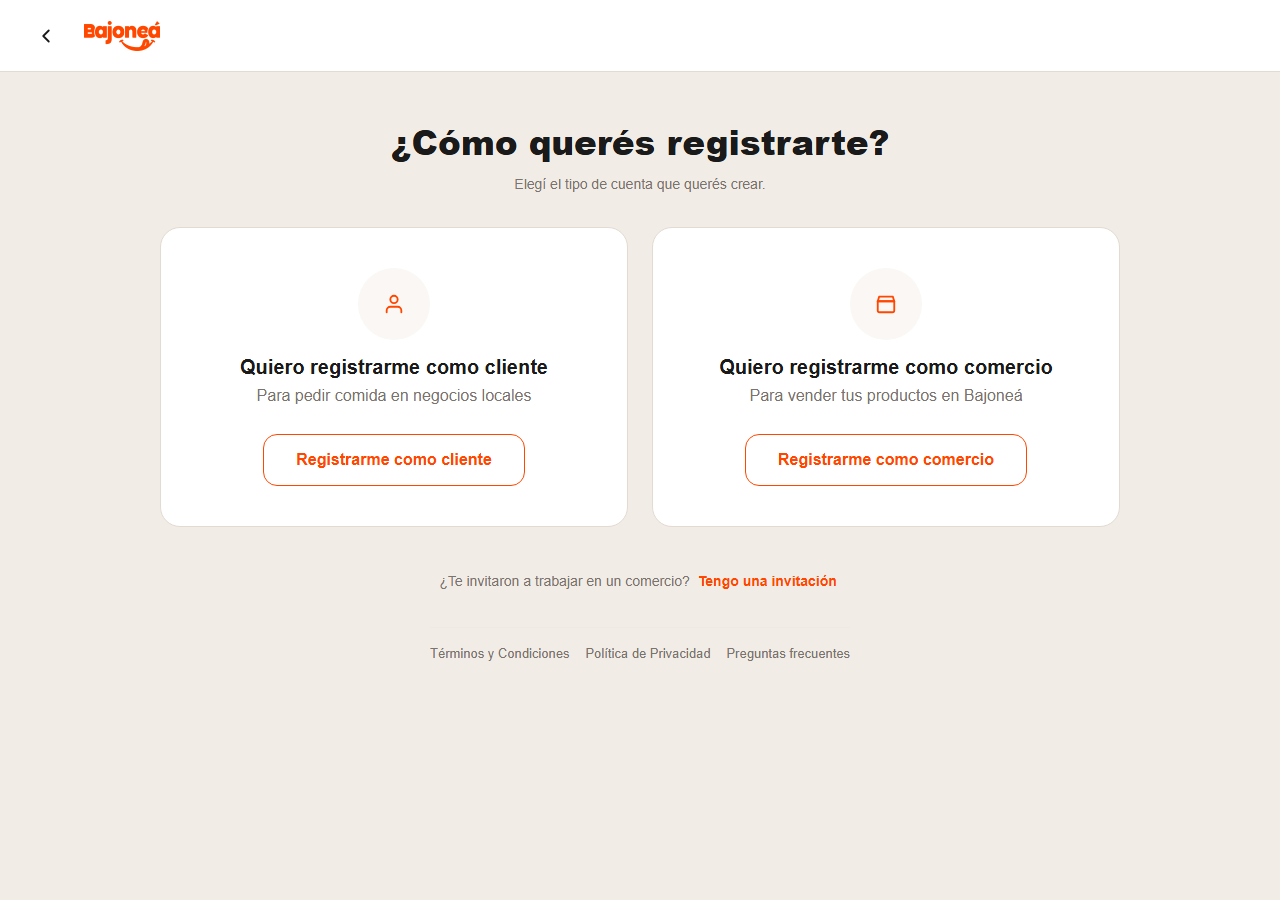 Bajoneá
¿Cómo querés registrarte?
Elegí el tipo de cuenta que querés crear.
Quiero registrarme como cliente
Para pedir comida en negocios locales
Registrarme como cliente
Quiero registrarme como comercio
Para vender tus productos en Bajoneá
Registrarme como comercio
¿Te invitaron a trabajar en un comercio? Tengo una invitación
Términos y Condiciones Política de Privacidad Preguntas frecuentes